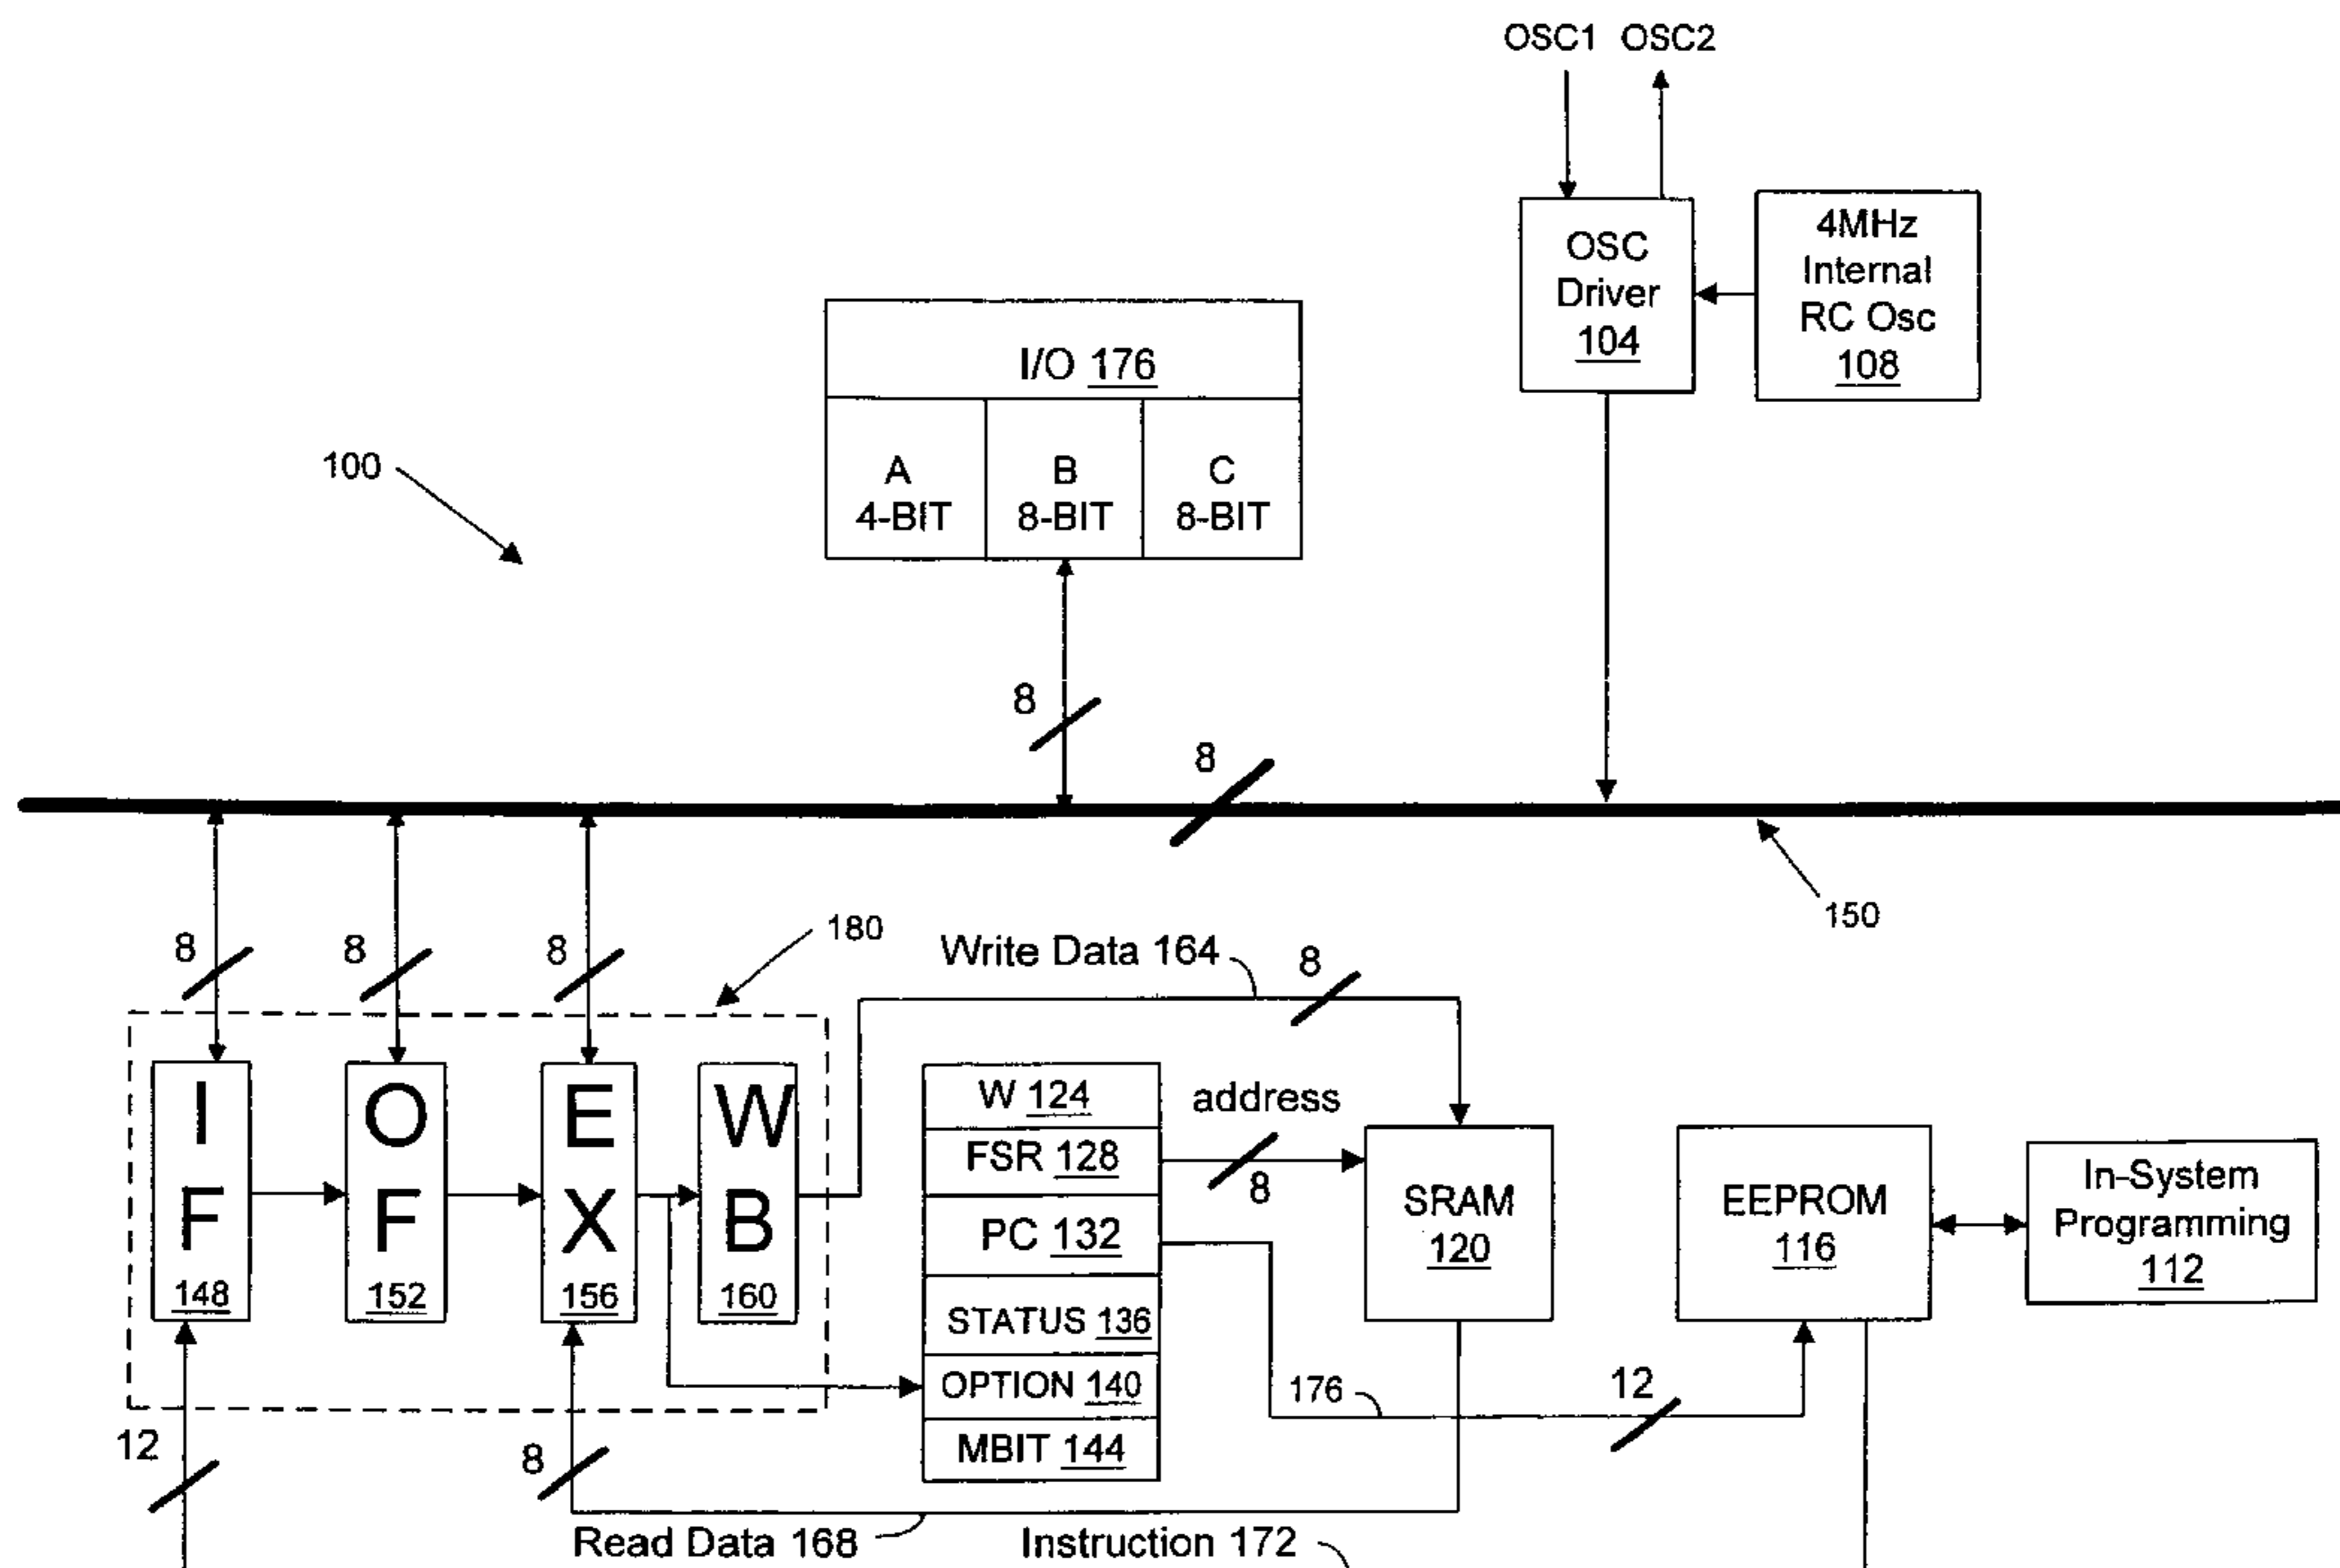 OSC1 OSC2
OSC
Driver
104
4MHz
Internal
RC Osc
108
I/O 176
A
4-BIT
B
8-BIT
C
8-BIT
100
8
8
150
8
8
8
180
Write Data 164
8
I
F
148
O
F
152
E
X
156
W
B
160
W 124
FSR 128
PC 132
STATUS 136
OPTION 140
MBIT 144
address
8
SRAM
120
EEPROM
116
In-System
Programming
112
176
12
12
8
Read Data 168
Instruction 172